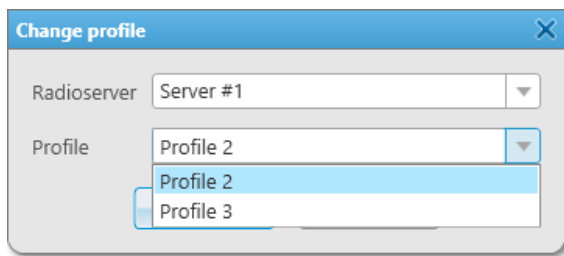 Change profile
Radioserver Server #1
Profile Profile 2
Profile 2
Profile 3